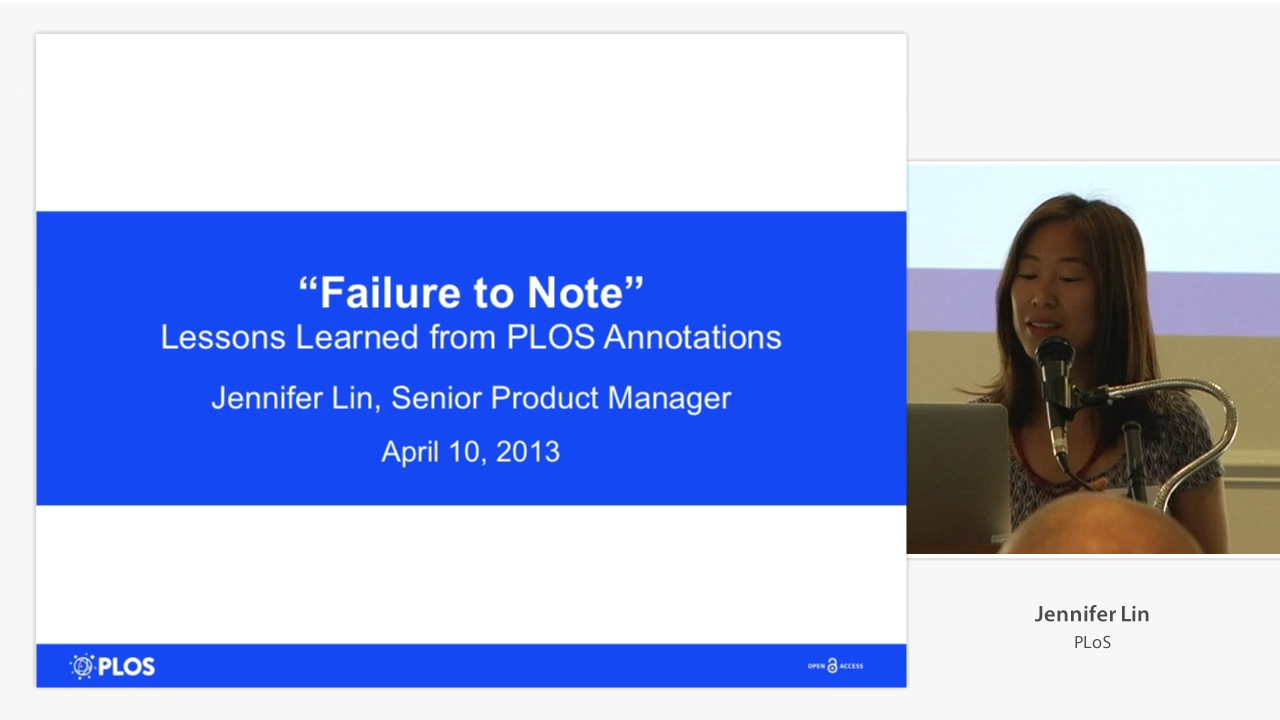 “Failure to Note”
Lessons Learned from PLOS Annotations
Jennifer Lin, Senior Product Manager
April 10, 2013
PLOS
OPEN ACCESS
Jennifer Lin
PLoS